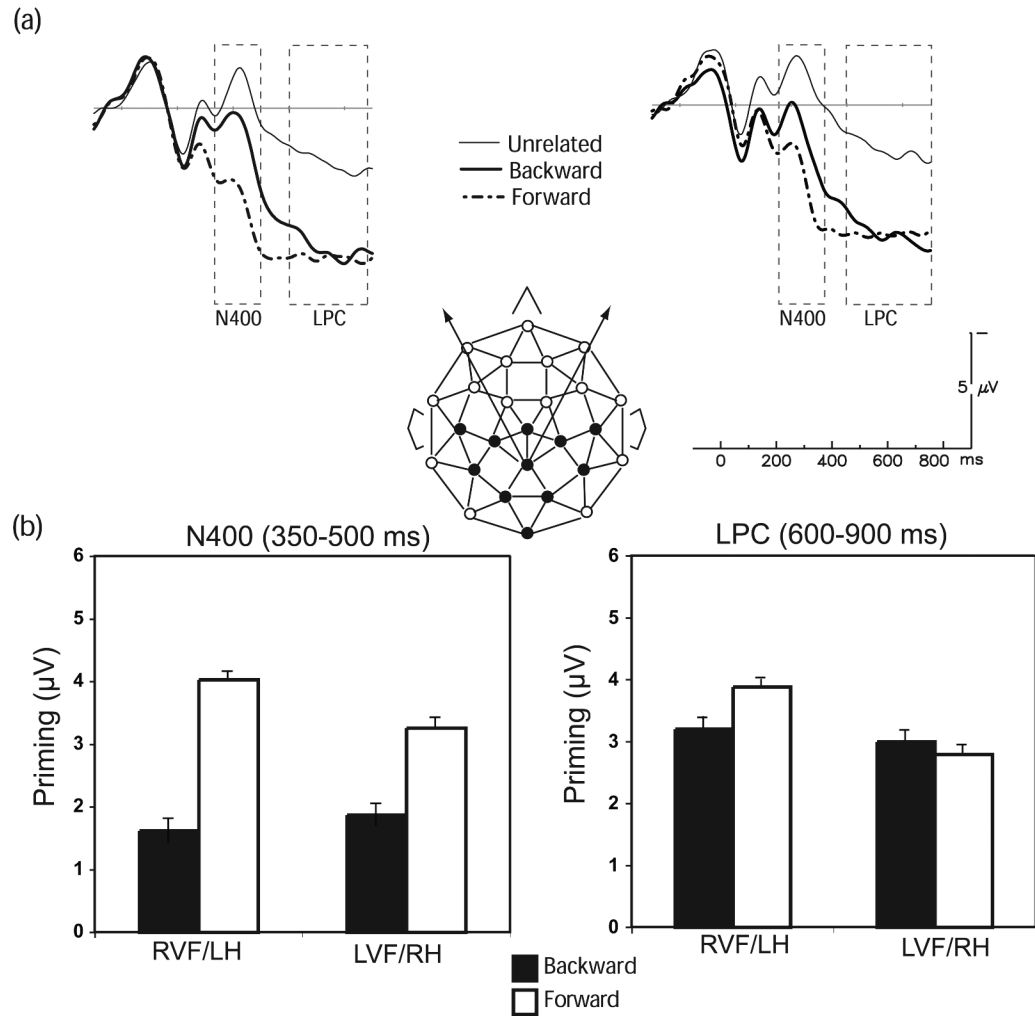 (a)
Unrelated
Backward
Forward
N400 LPC
N400 LPC
5 μV
0 200 400 600 800 ms
(b)
N400 (350-500 ms)
Priming (μV)
6
5
4
3
2
1
0
RVF/LH LVF/RH
LPC (600-900 ms)
Priming (μV)
6
5
4
3
2
1
0
RVF/LH LVF/RH
Backward
Forward